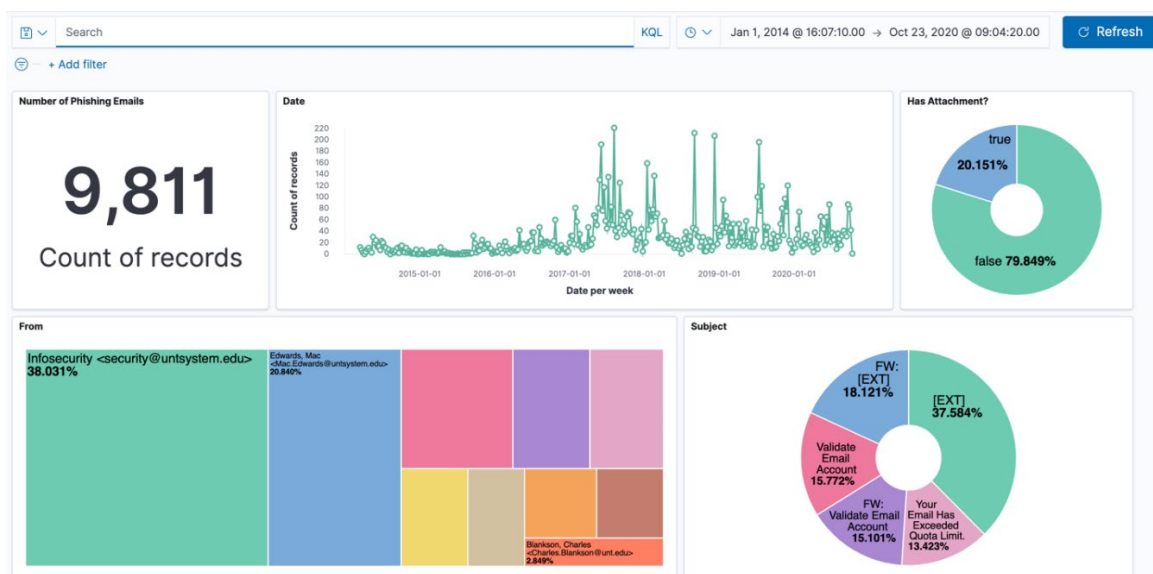 Search
KQL
Jan 1, 2014 @ 16:07:10.00 → Oct 23, 2020 @ 09:04:20.00
Refresh
+ Add filter
Number of Phishing Emails
9,811
Count of records
Date
220
200
180
160
140
120
100
80
60
40
20
0
Count of records
2015-01-01
2016-01-01
2017-01-01
2018-01-01
2019-01-01
2020-01-01
Date per week
Has Attachment?
true
20.151%
false 79.849%
From
Infosecurity <security@untsystem.edu>
38.031%
Edwards, Mac
<Mac.Edwards@untsystem.edu>
20.840%
Blankson, Charles
<Charles.Blankson@unt.edu>
2.849%
Subject
FW:
[EXT]
18.121%
[EXT]
37.584%
Validate
Email
Account
15.772%
FW:
Validate Email
Account
15.101%
Your
Email Has
Exceeded
Quota Limit.
13.423%